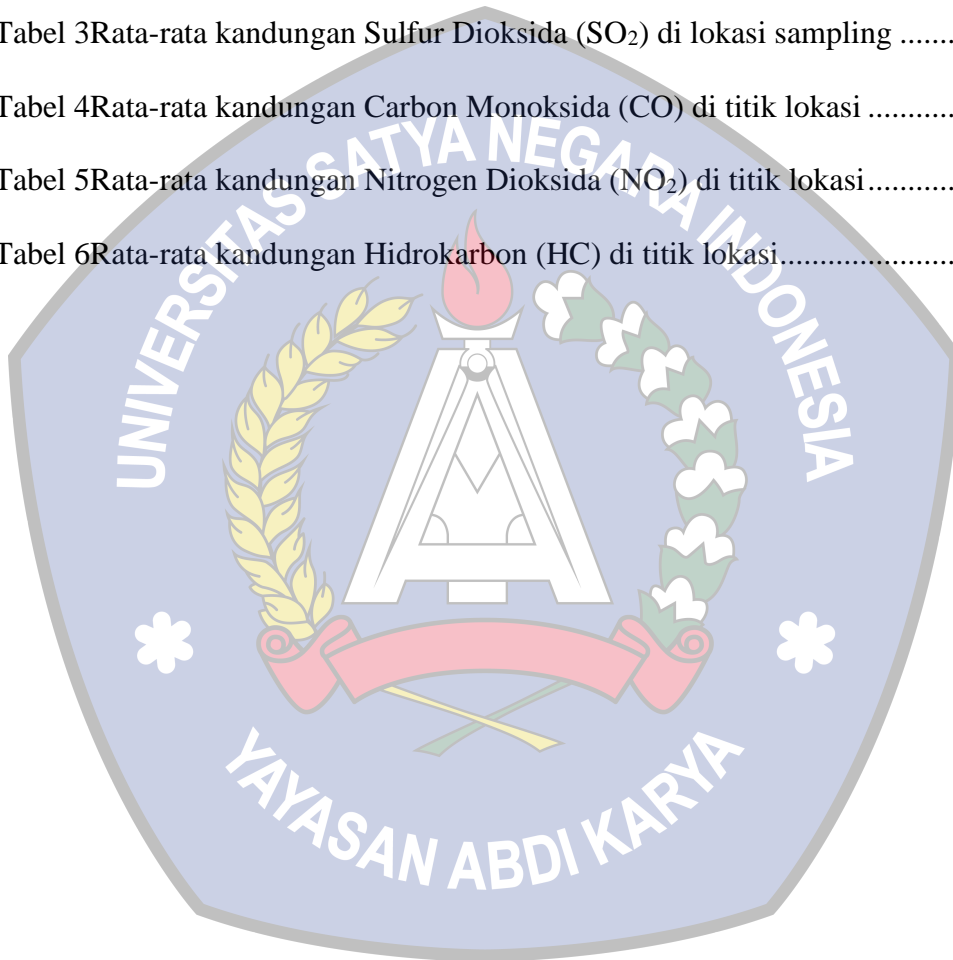 Tabel 3Rata-rata kandungan Sulfur Dioksida (SO₂) di lokasi sampling .......
Tabel 4Rata-rata kandungan Carbon Monoksida (CO) di titik lokasi ...........
Tabel 5Rata-rata kandungan Nitrogen Dioksida (NO₂) di titik lokasi...........
Tabel 6Rata-rata kandungan Hidrokarbon (HC) di titik lokasi......................
UNIVERSITAS SATYA NEGARA INDONESIA
YAYASAN ABDI KARYA